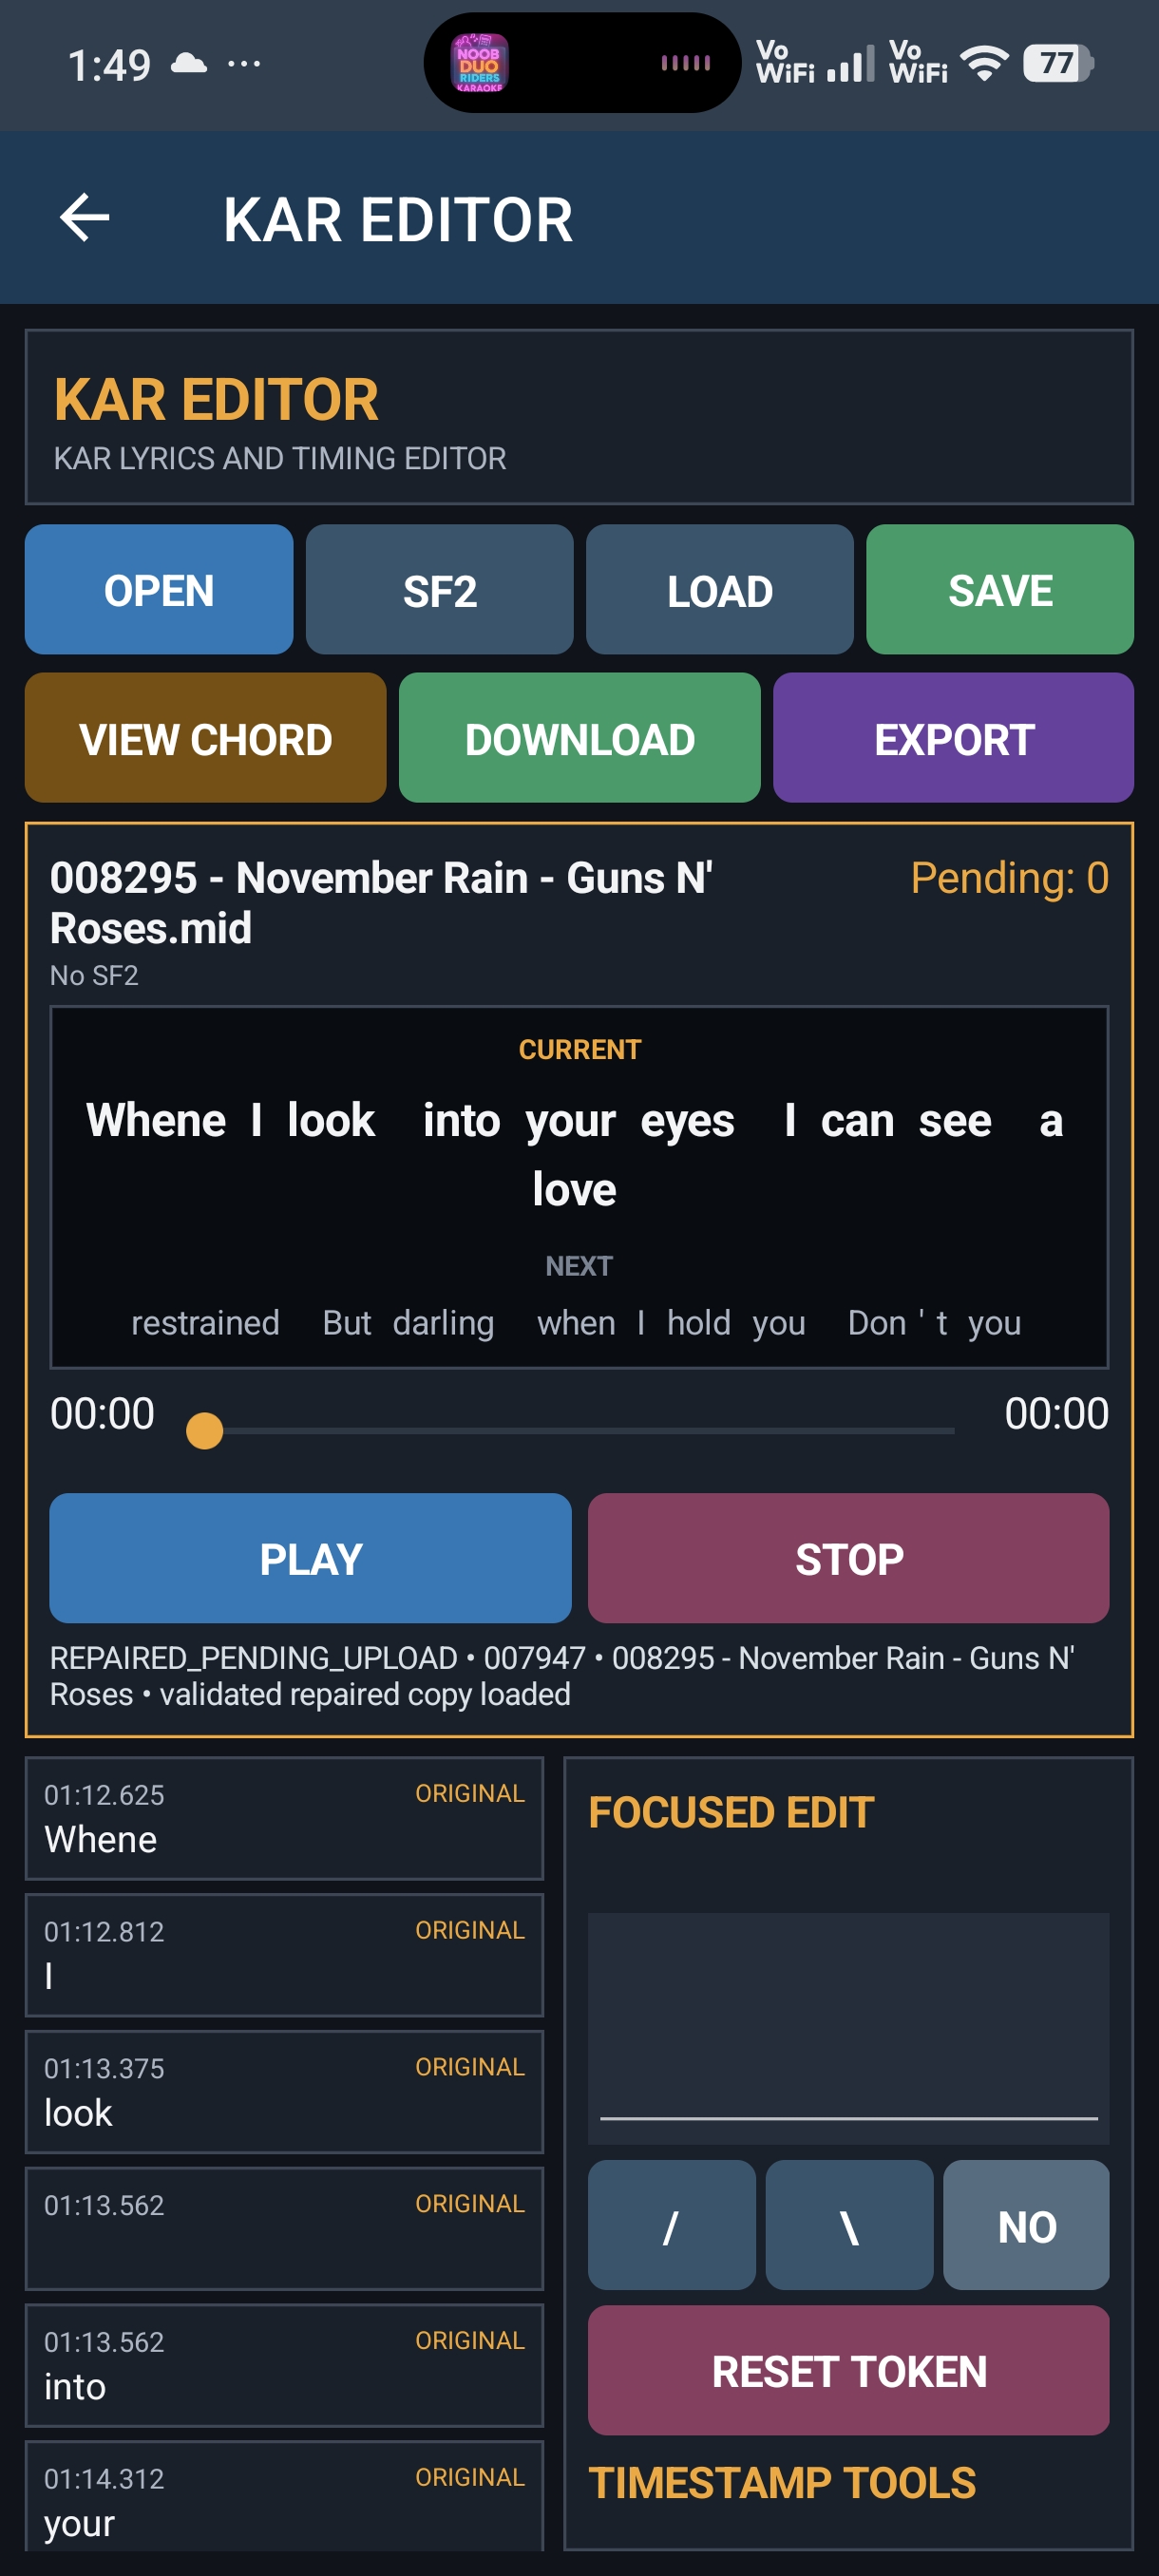 1:49
NOOB
DUO
RIDERS
KARAOKE
Vo
WiFi
Vo
WiFi
77
KAR EDITOR
KAR EDITOR
KAR LYRICS AND TIMING EDITOR
OPEN
SF2
LOAD
SAVE
VIEW CHORD
DOWNLOAD
EXPORT
008295 - November Rain - Guns N'
Roses.mid
Pending: 0
No SF2
CURRENT
Whene I look into your eyes I can see a
love
NEXT
restrained But darling when I hold you Don ' t you
00:00
00:00
PLAY
STOP
REPAIRED_PENDING_UPLOAD • 007947 • 008295 - November Rain - Guns N'
Roses • validated repaired copy loaded
01:12.625
ORIGINAL
Whene
01:12.812
ORIGINAL
I
01:13.375
ORIGINAL
look
01:13.562
ORIGINAL
01:13.562
ORIGINAL
into
01:14.312
ORIGINAL
your
FOCUSED EDIT
/
\
NO
RESET TOKEN
TIMESTAMP TOOLS